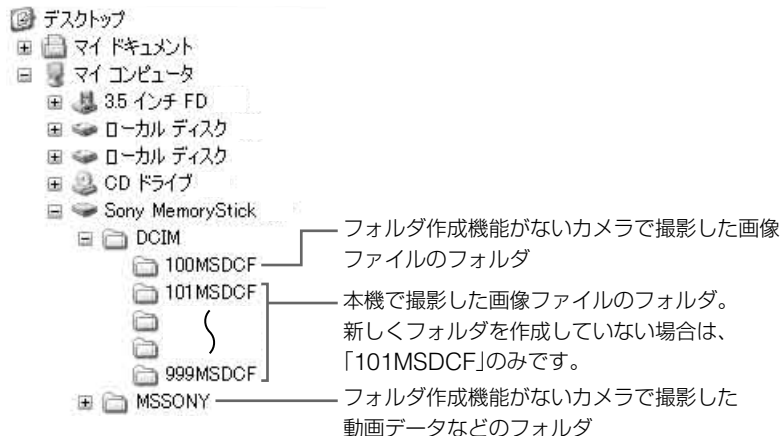 デスクトップ
マイ ドキュメント
マイ コンピュータ
3.5 インチ FD
ローカル ディスク
ローカル ディスク
CD ドライブ
Sony MemoryStick
DCIM
100MSDCF
101MSDCF
999MSDCF
MSSONY
フォルダ作成機能がないカメラで撮影した画像
ファイルのフォルダ
本機で撮影した画像ファイルのフォルダ。
新しくフォルダを作成していない場合は、
「101MSDCF」のみです。
フォルダ作成機能がないカメラで撮影した
動画データなどのフォルダ